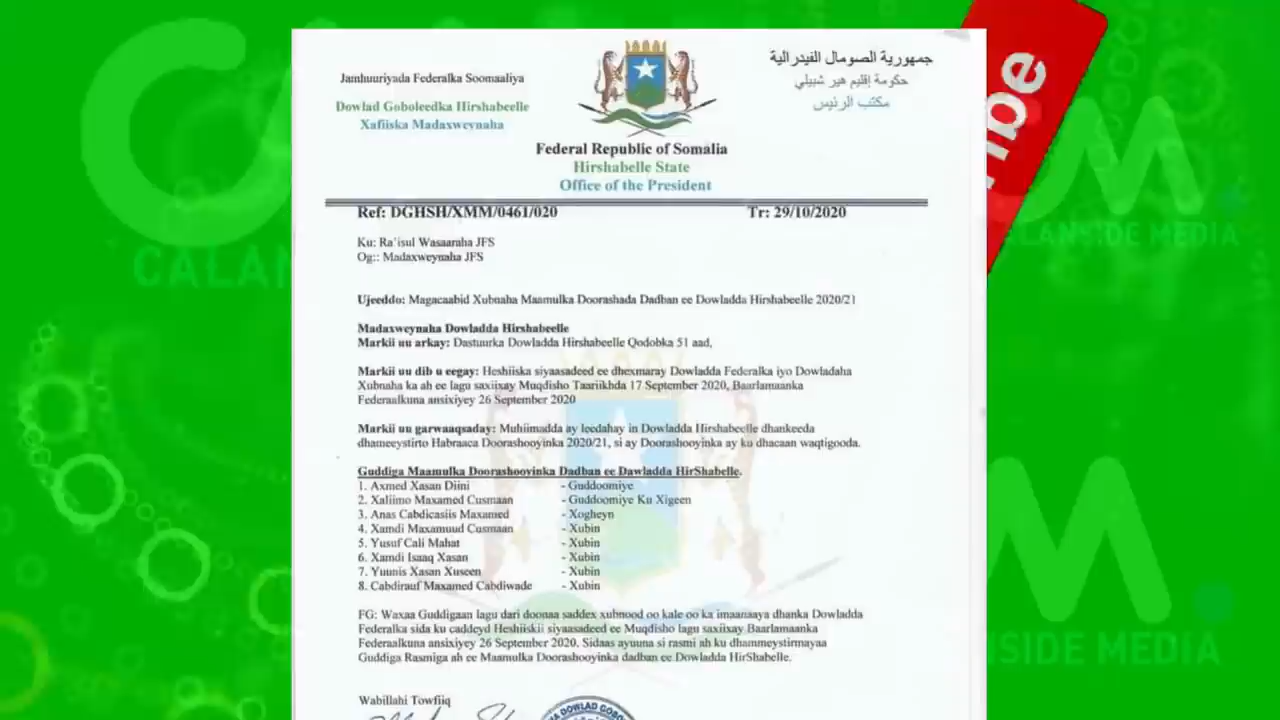 Jamhuuriyada Federalka Soomaaliya
Dowlad Goboleedka Hirshabeelle
Xafiiska Madaxweynaha
جمهورية الصومال الفيدرالية
حكومة إقليم هير شبيلي
مكتب الرئيس
Federal Republic of Somalia
Hirshabelle State
Office of the President
Ref: DGHSH/XMM/0461/020
Tr: 29/10/2020
Ku: Ra'isul Wasaaraha JFS
Og:: Madaxweynaha JFS
Ujeeddo: Magacaabid Xubnaha Maamulka Doorashada Dadban ee Dowladda Hirshabeelle 2020/21
Madaxweynaha Dowladda Hirshabeelle
Markii uu arkay: Dastuurka Dowladda Hirshabeelle Qodobka 51 aad,
Markii uu dib u eegay: Heshiiska siyaasadeed ee dhexmaray Dowladda Federalka iyo Dowladaha
Xubnaha ka ah ee lagu saxiixay Muqdisho Taariikhda 17 September 2020, Baarlamaanka
Federaalkuna ansixiyey 26 September 2020
Markii uu garwaaqsaday: Muhiimadda ay leedahay in Dowladda Hirshabeelle dhankeeda
dhameeystirto Habraaca Doorashooyinka 2020/21, si ay Doorashooyinka ay ku dhacaan waqtigooda.
Guddiga Maamulka Doorashooyinka Dadban ee Dawladda HirShabelle.
1. Axmed Xasan Diini - Guddoomiye
2. Xaliimo Maxamed Cusmaan - Guddoomiye Ku Xigeen
3. Anas Cabdicasiis Maxamed - Xogheyn
4. Xamdi Maxamuud Cusmaan - Xubin
5. Yusuf Cali Mahat - Xubin
6. Xamdi Isaaq Xasan - Xubin
7. Yuunis Xasan Xuseen - Xubin
8. Cabdirauf Maxamed Cabdiwade - Xubin
FG: Waxaa Guddigaan lagu dari doonaa saddex xubnood oo kale oo ka imaanaaya dhanka Dowladda
Federalka sida ku caddeyd Heshiiskii siyaasadeed ee Muqdisho lagu saxiixay Baarlamaanka
Federaalkuna ansixiyey 26 September 2020. Sidaas ayuuna si rasmi ah ku dhammeystirmayaa
Guddiga Rasmiga ah ee Maamulka Doorashooyinka dadban ee Dowladda HirShabelle.
Wabillahi Towfiiq
DOWLAD
CALAN
ALANSIDE MEDIA
SIDE MEDIA
ibe